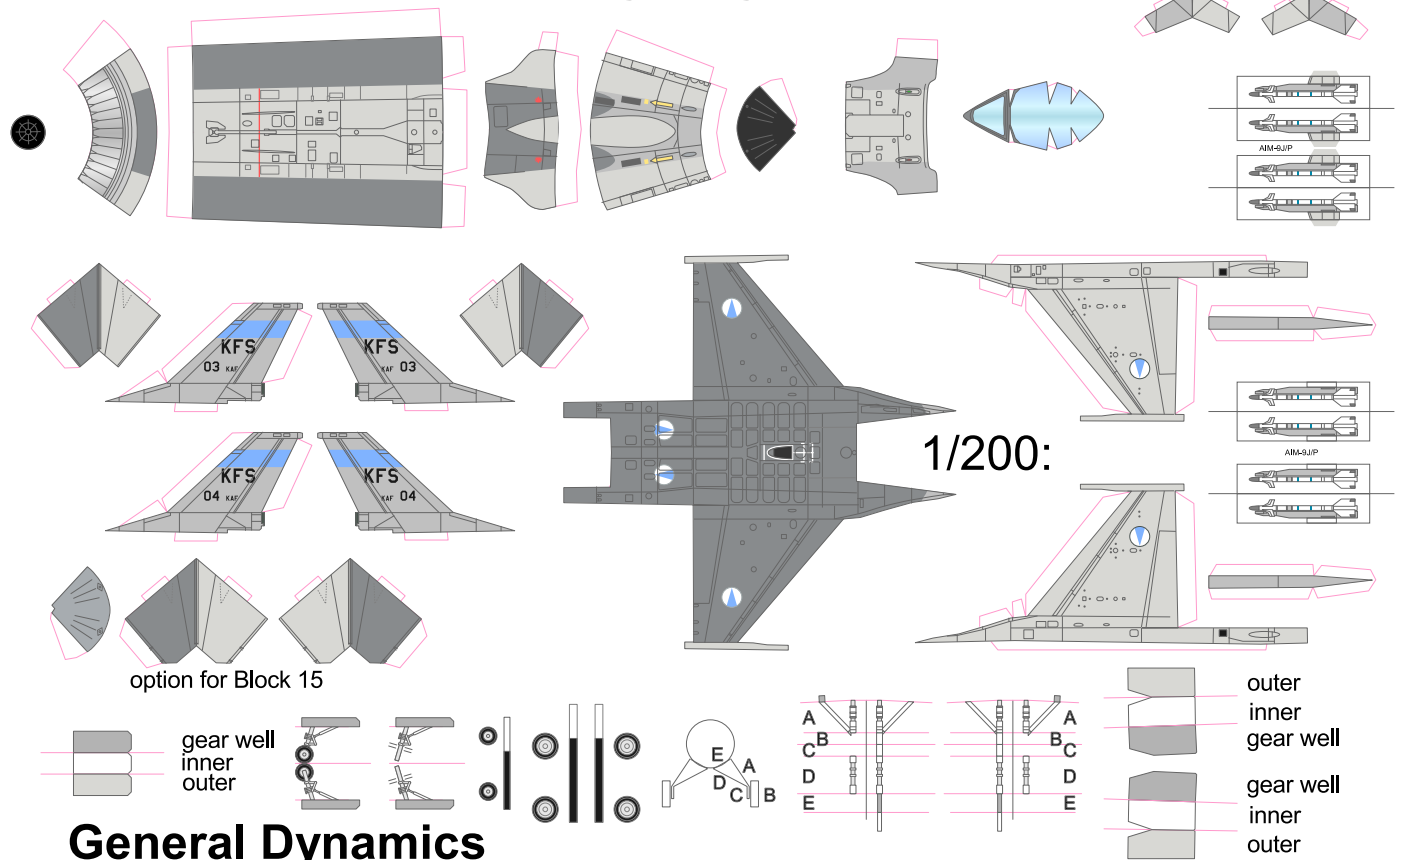 AIM-9J/P
KFS
03 KAF
KFS
KAF 03
KFS
04 KAF
KFS
KAF 04
1/200:
AIM-9J/P
option for Block 15
gear well
inner
outer
E
A
D
C
B
A
B
C
D
E
A
B
C
D
E
outer
inner
gear well
gear well
inner
outer
General Dynamics